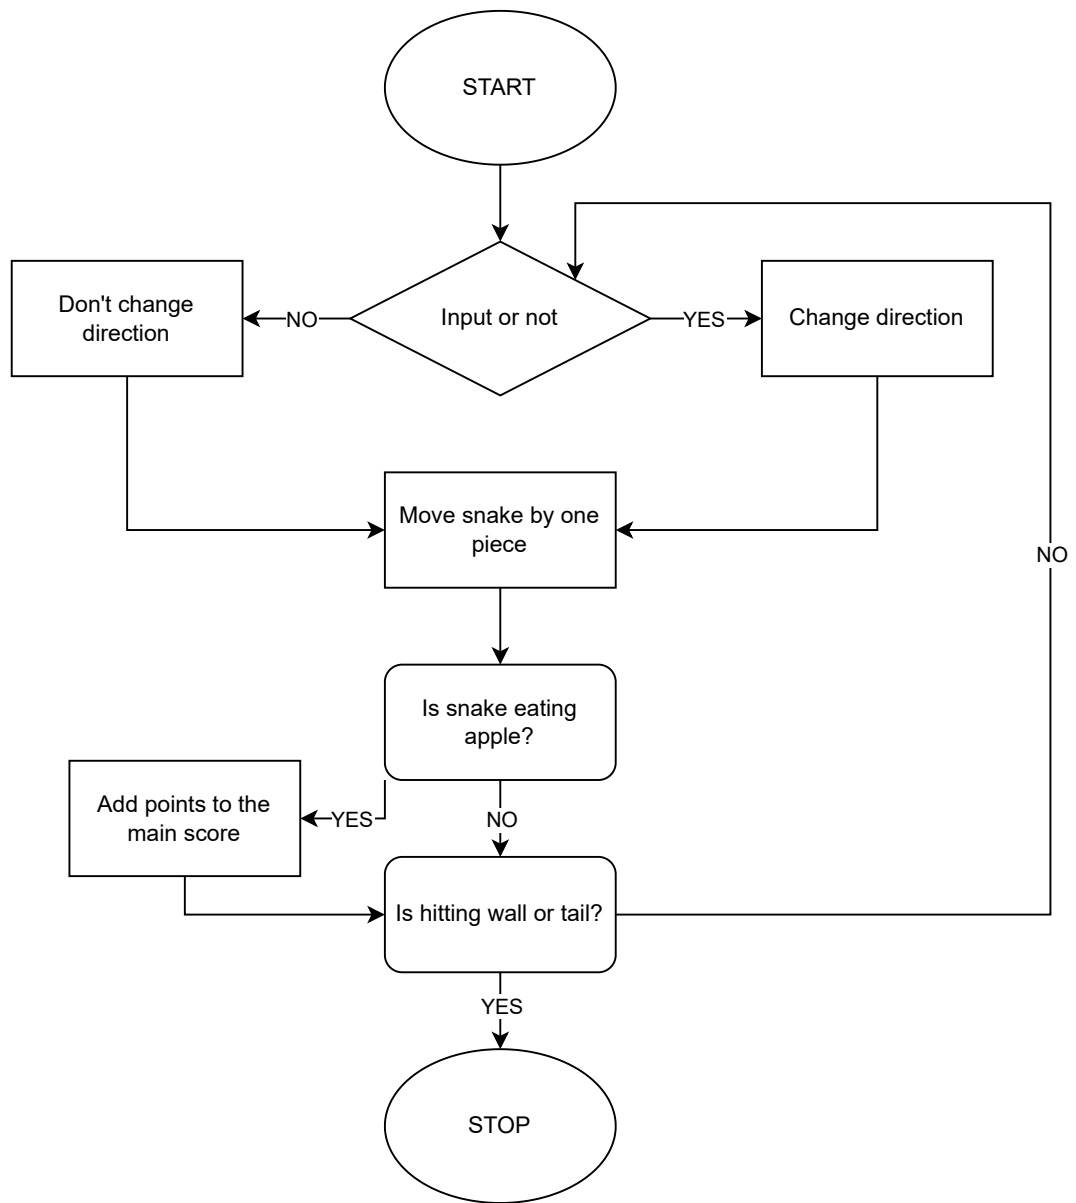 START
Don't change
direction
NO
Input or not
YES
Change direction
Move snake by one
piece
NO
Is snake eating
apple?
Add points to the
main score
YES
NO
Is hitting wall or tail?
YES
STOP